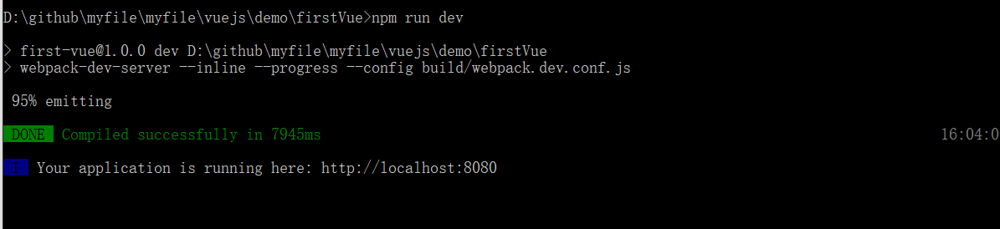 D:\github\myfile\myfile\vuejs\demo\firstVue>npm run dev
> first-vue@1.0.0 dev D:\github\myfile\myfile\vuejs\demo\firstVue
> webpack-dev-server --inline --progress --config build/webpack.dev.conf.js
95% emitting
DONE Compiled successfully in 7945ms 16:04:0
I Your application is running here: http://localhost:8080